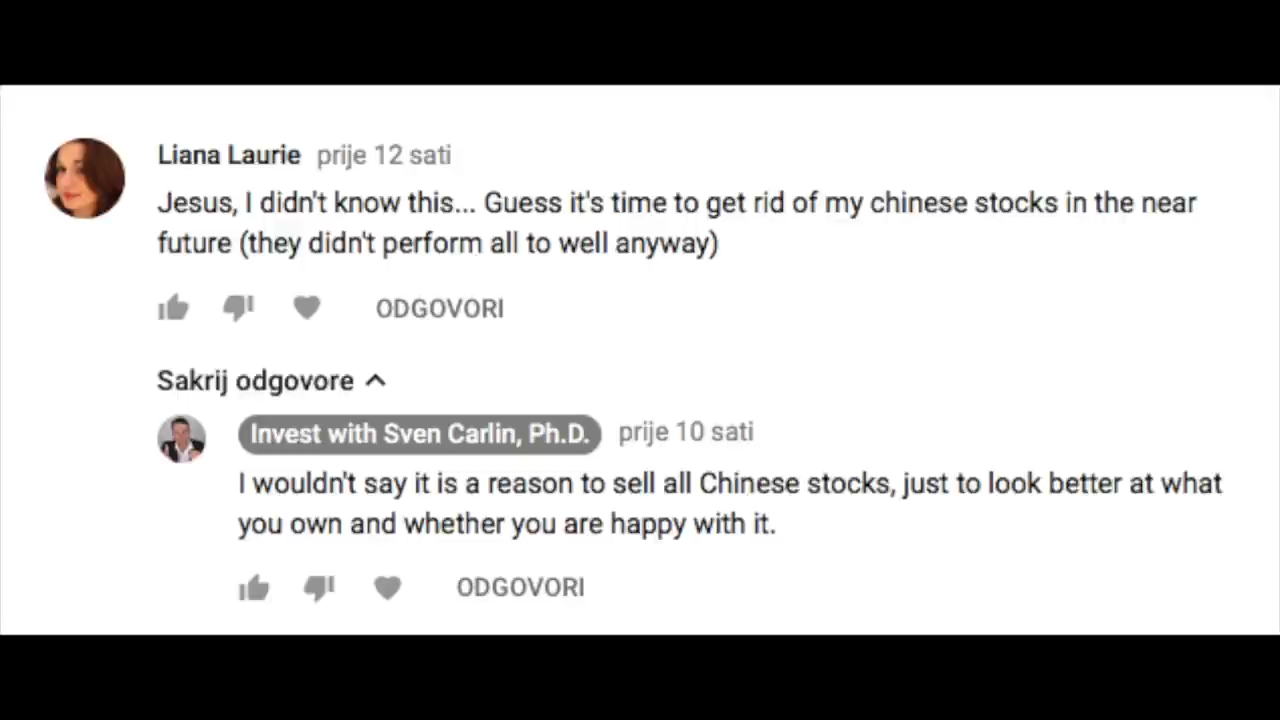 Liana Laurie prije 12 sati
Jesus, I didn't know this... Guess it's time to get rid of my chinese stocks in the near
future (they didn't perform all to well anyway)
ODGOVORI
Sakrij odgovore
Invest with Sven Carlin, Ph.D. prije 10 sati
I wouldn't say it is a reason to sell all Chinese stocks, just to look better at what
you own and whether you are happy with it.
ODGOVORI